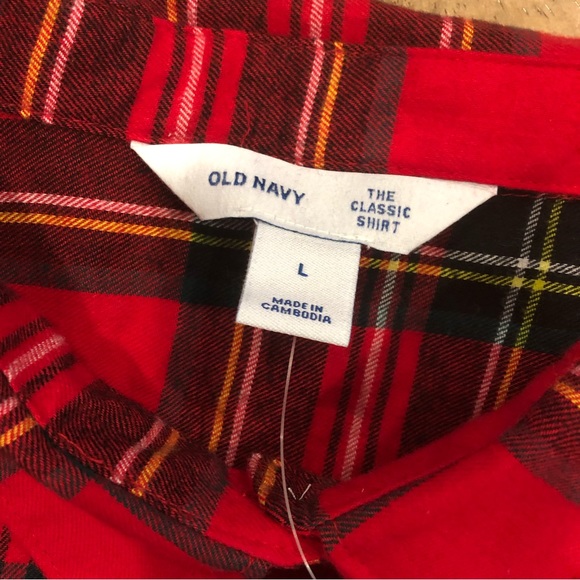 OLD NAVY
THE
CLASSIC
SHIRT
L
MADE IN
CAMBODIA